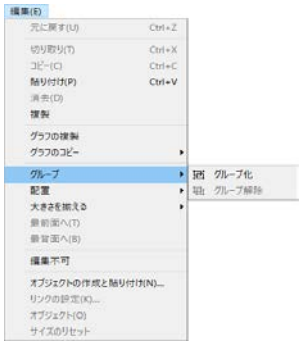 編集(E)
元に戻す(U) Ctrl+Z
切り取り(T) Ctrl+X
コピー(C) Ctrl+C
貼り付け(P) Ctrl+V
消去(D)
複製
グラフの複製
グラフのコピー
グループ
グループ化
配置
グループ解除
大きさを揃える
最前面へ(T)
最背面へ(B)
編集不可
オブジェクトの作成と貼り付け(N)...
リンクの設定(K)...
オブジェクト(O)
サイズのリセット